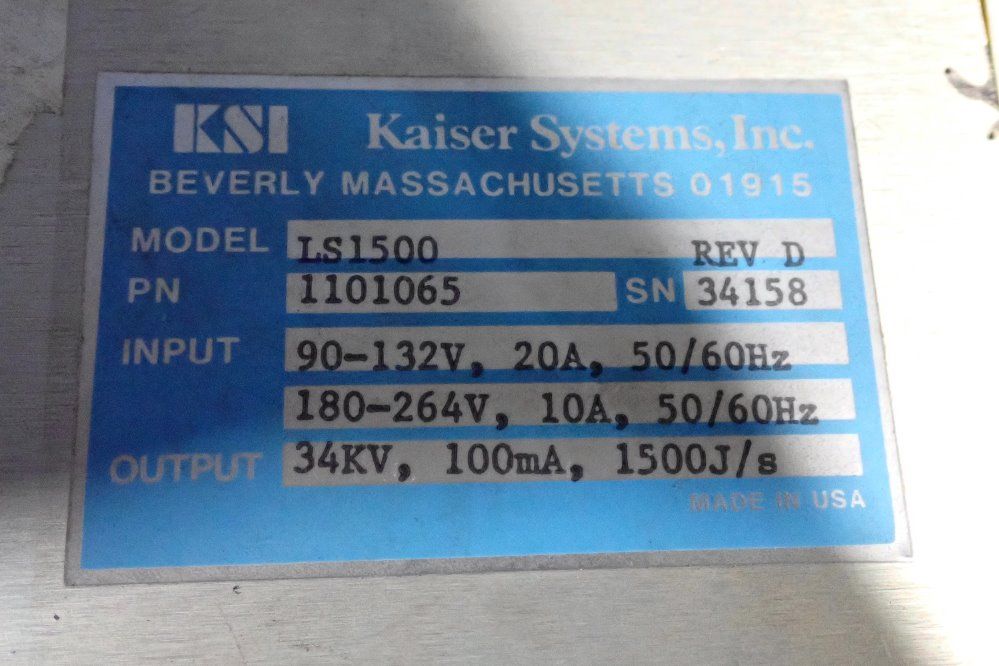 KSI Kaiser Systems, Inc.
BEVERLY MASSACHUSETTS 01915
MODEL LS1500 REV D
PN 1101065 SN 34158
INPUT 90-132V, 20A, 50/60Hz
180-264V, 10A, 50/60Hz
OUTPUT 34KV, 100mA, 1500J/s
MADE IN USA